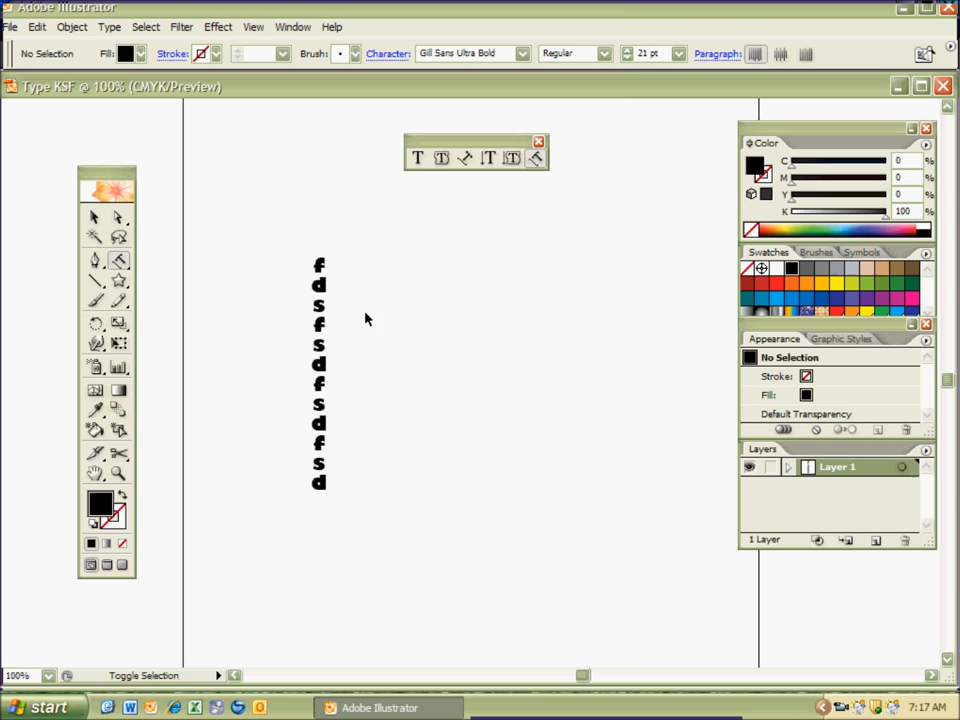 Adobe Illustrator
File Edit Object Type Select Filter Effect View Window Help
No Selection Fill: Stroke: Brush: Character: Gill Sans Ultra Bold Regular 21 pt Paragraph:
Type KSF @ 100% (CMYK/Preview)
T T T T T T
Color
C 0 %
M 0 %
Y 0 %
K 100 %
Swatches Brushes Symbols
Appearance Graphic Styles
No Selection
Stroke:
Fill:
Default Transparency
Layers
Layer 1
1 Layer
f
d
s
f
s
d
f
s
d
f
s
d
100% Toggle Selection
start Adobe Illustrator 7:17 AM